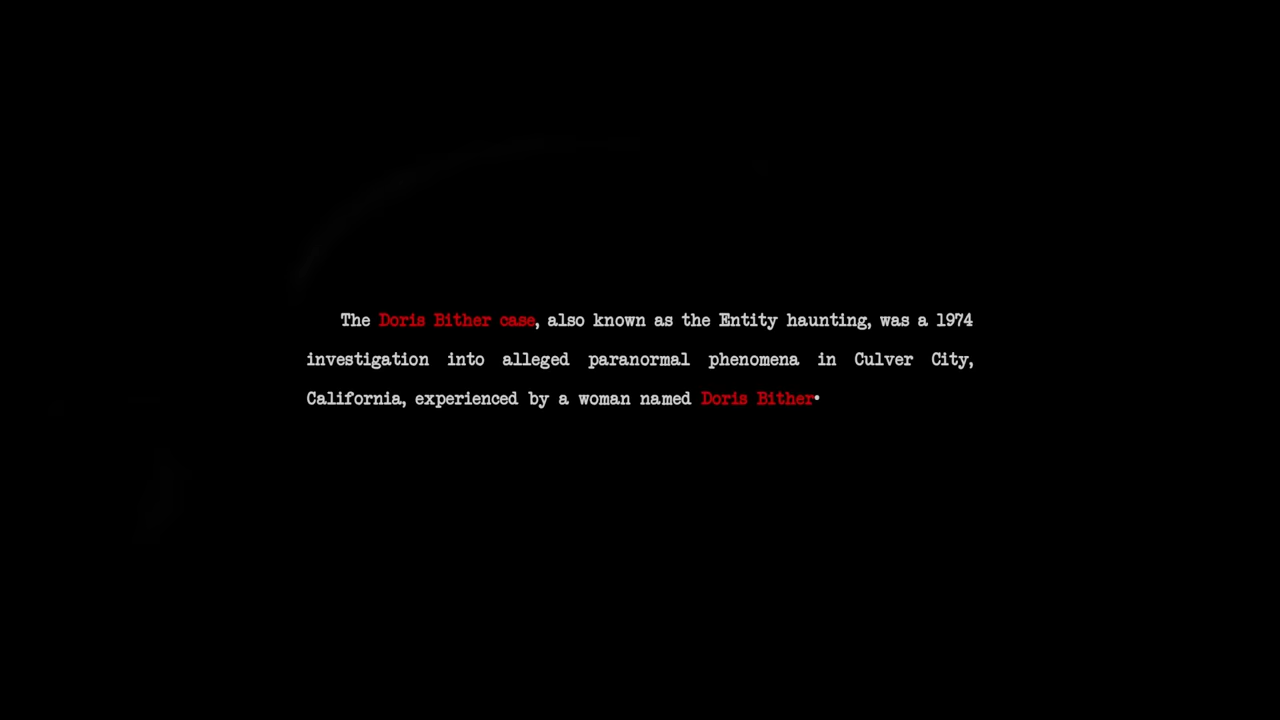 The Doris Bither case, also known as the Entity haunting, was a 1974
investigation into alleged paranormal phenomena in Culver City,
California, experienced by a woman named Doris Bither•